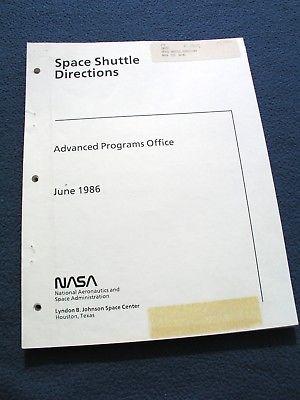 Space Shuttle
Directions
Advanced Programs Office
June 1986
NASA
National Aeronautics and
Space Administration
Lyndon B. Johnson Space Center
Houston, Texas